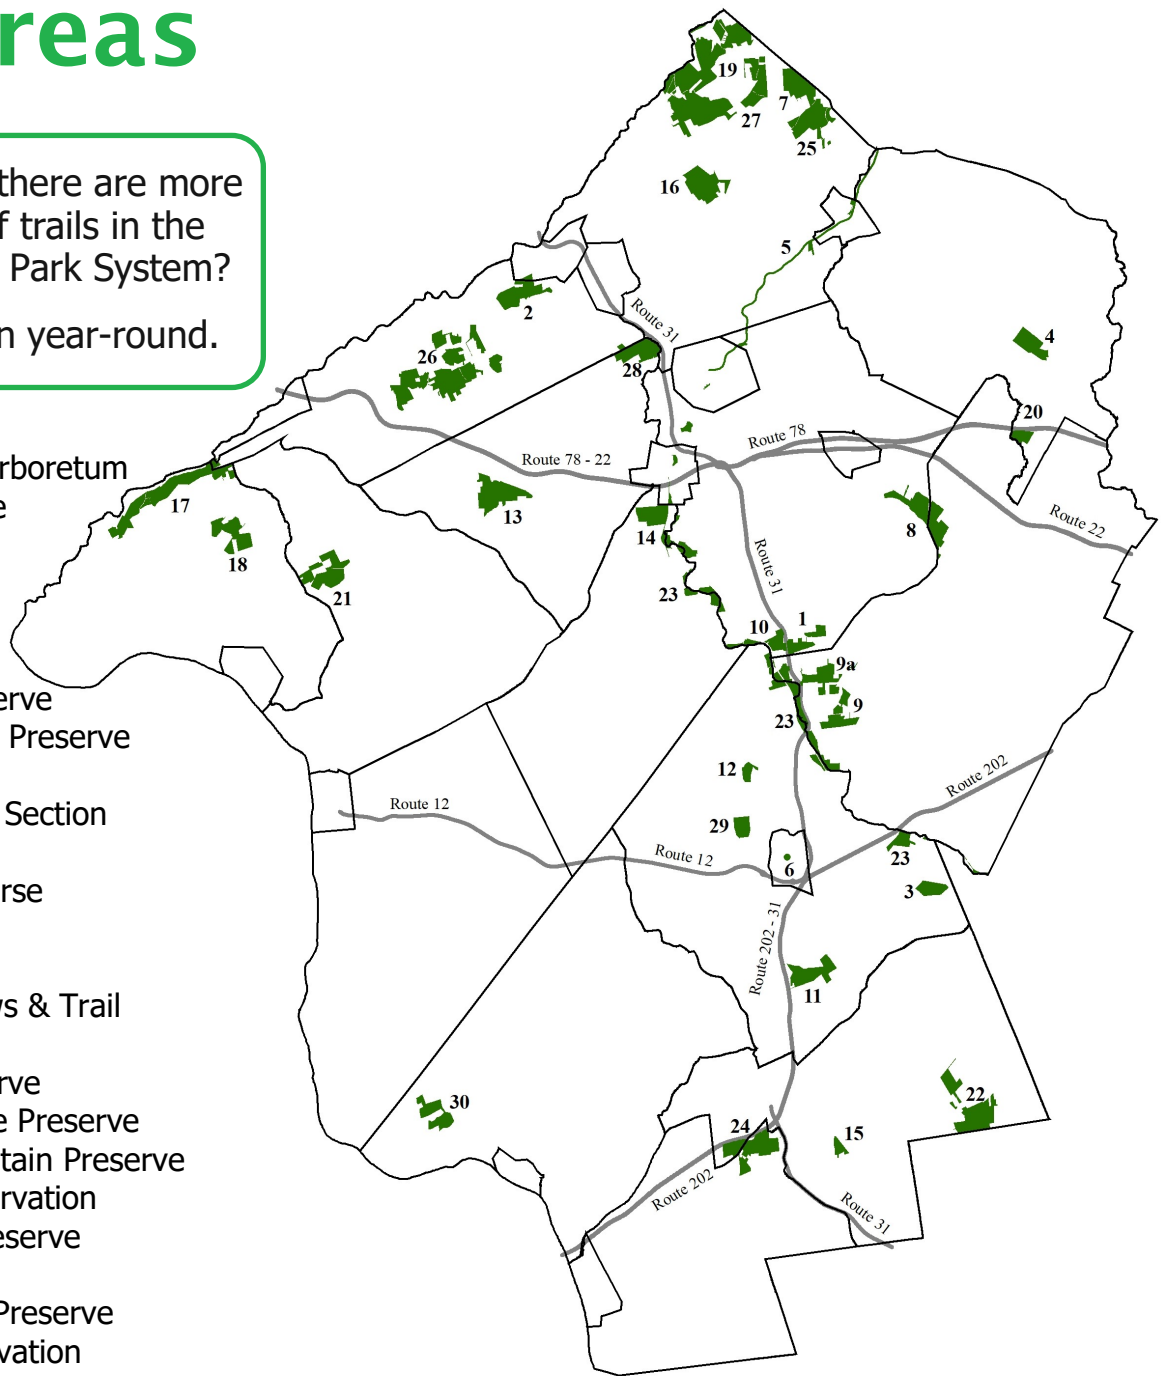 reas
there are more
f trails in the
Park System?
n year-round.
rboretum
e
erve
Preserve
Section
rse
ws & Trail
rve
e Preserve
tain Preserve
rvation
eserve
Preserve
vation
19
7
27
25
16
5
2
Route 31
26
28
4
20
Route 78
Route 78 - 22
17
13
14
8
Route 22
18
21
Route 31
23
10
1
9a
9
23
12
Route 202
Route 12
29
Route 12
6
23
3
Route 202 - 31
11
30
22
24
15
Route 202
Route 31